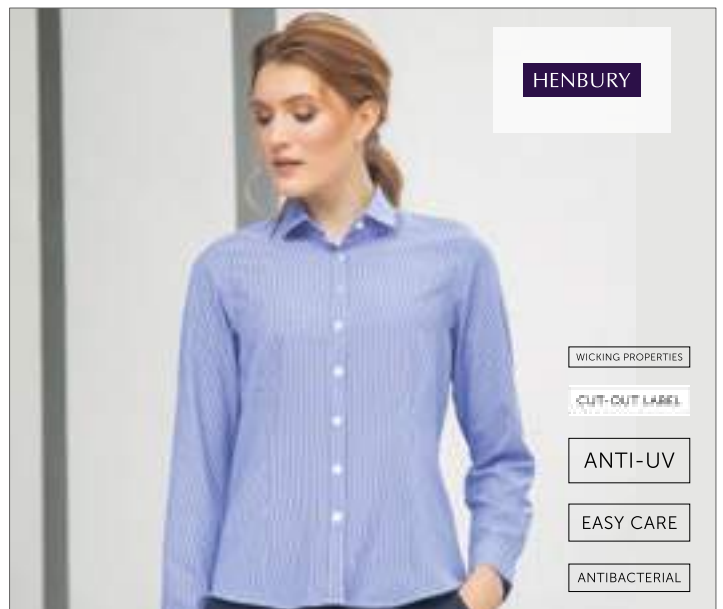 HENBURY
WICKING PROPERTIES
CUT-OUT LABEL
ANTI-UV
EASY CARE
ANTIBACTERIAL